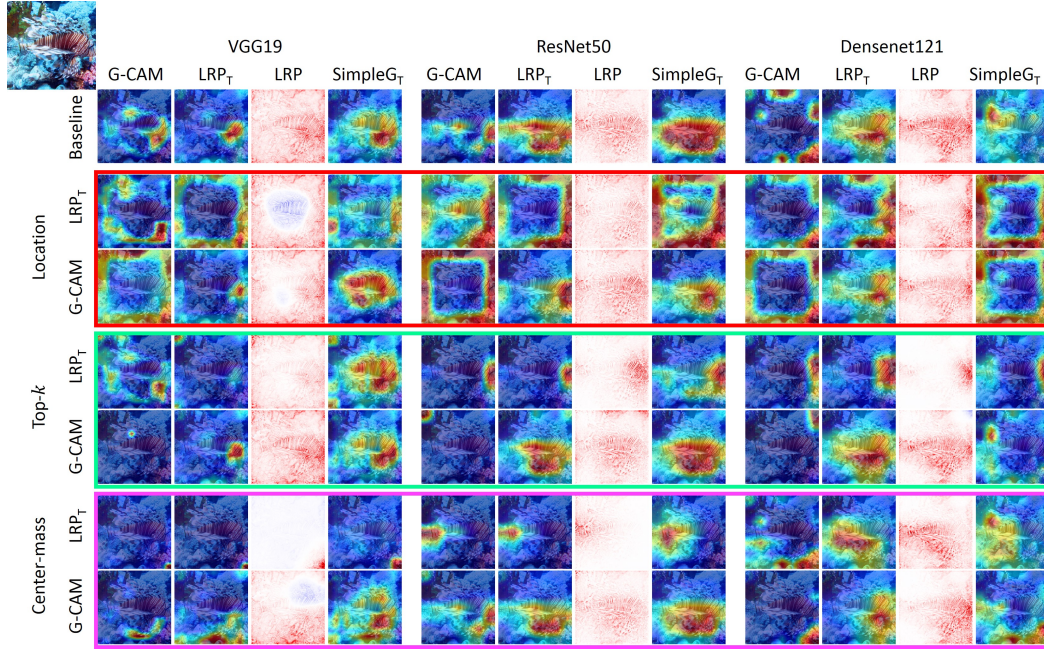 VGG19 ResNet50 Densenet121
G-CAM LRP_T LRP SimpleG_T G-CAM LRP_T LRP SimpleG_T G-CAM LRP_T LRP SimpleG_T
Baseline
Location
LRP_T
G-CAM
Top-k
LRP_T
G-CAM
Center-mass
LRP_T
G-CAM